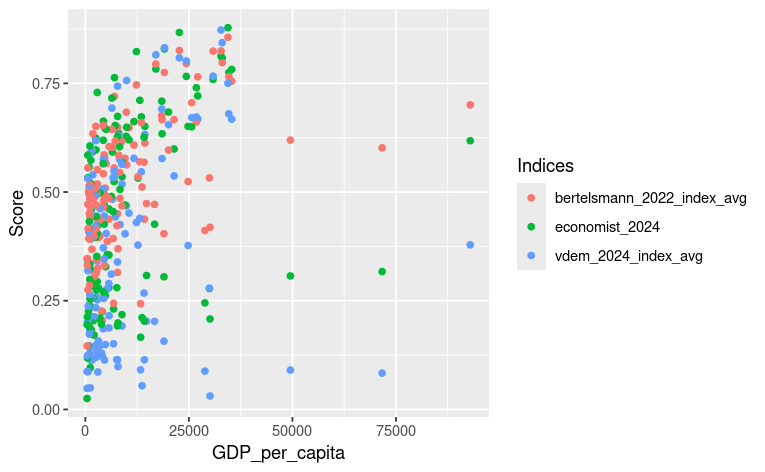 0.75
0.50
0.25
0.00
Score
0 25000 50000 75000
GDP_per_capita
Indices
bertelsmann_2022_index_avg
economist_2024
vdem_2024_index_avg